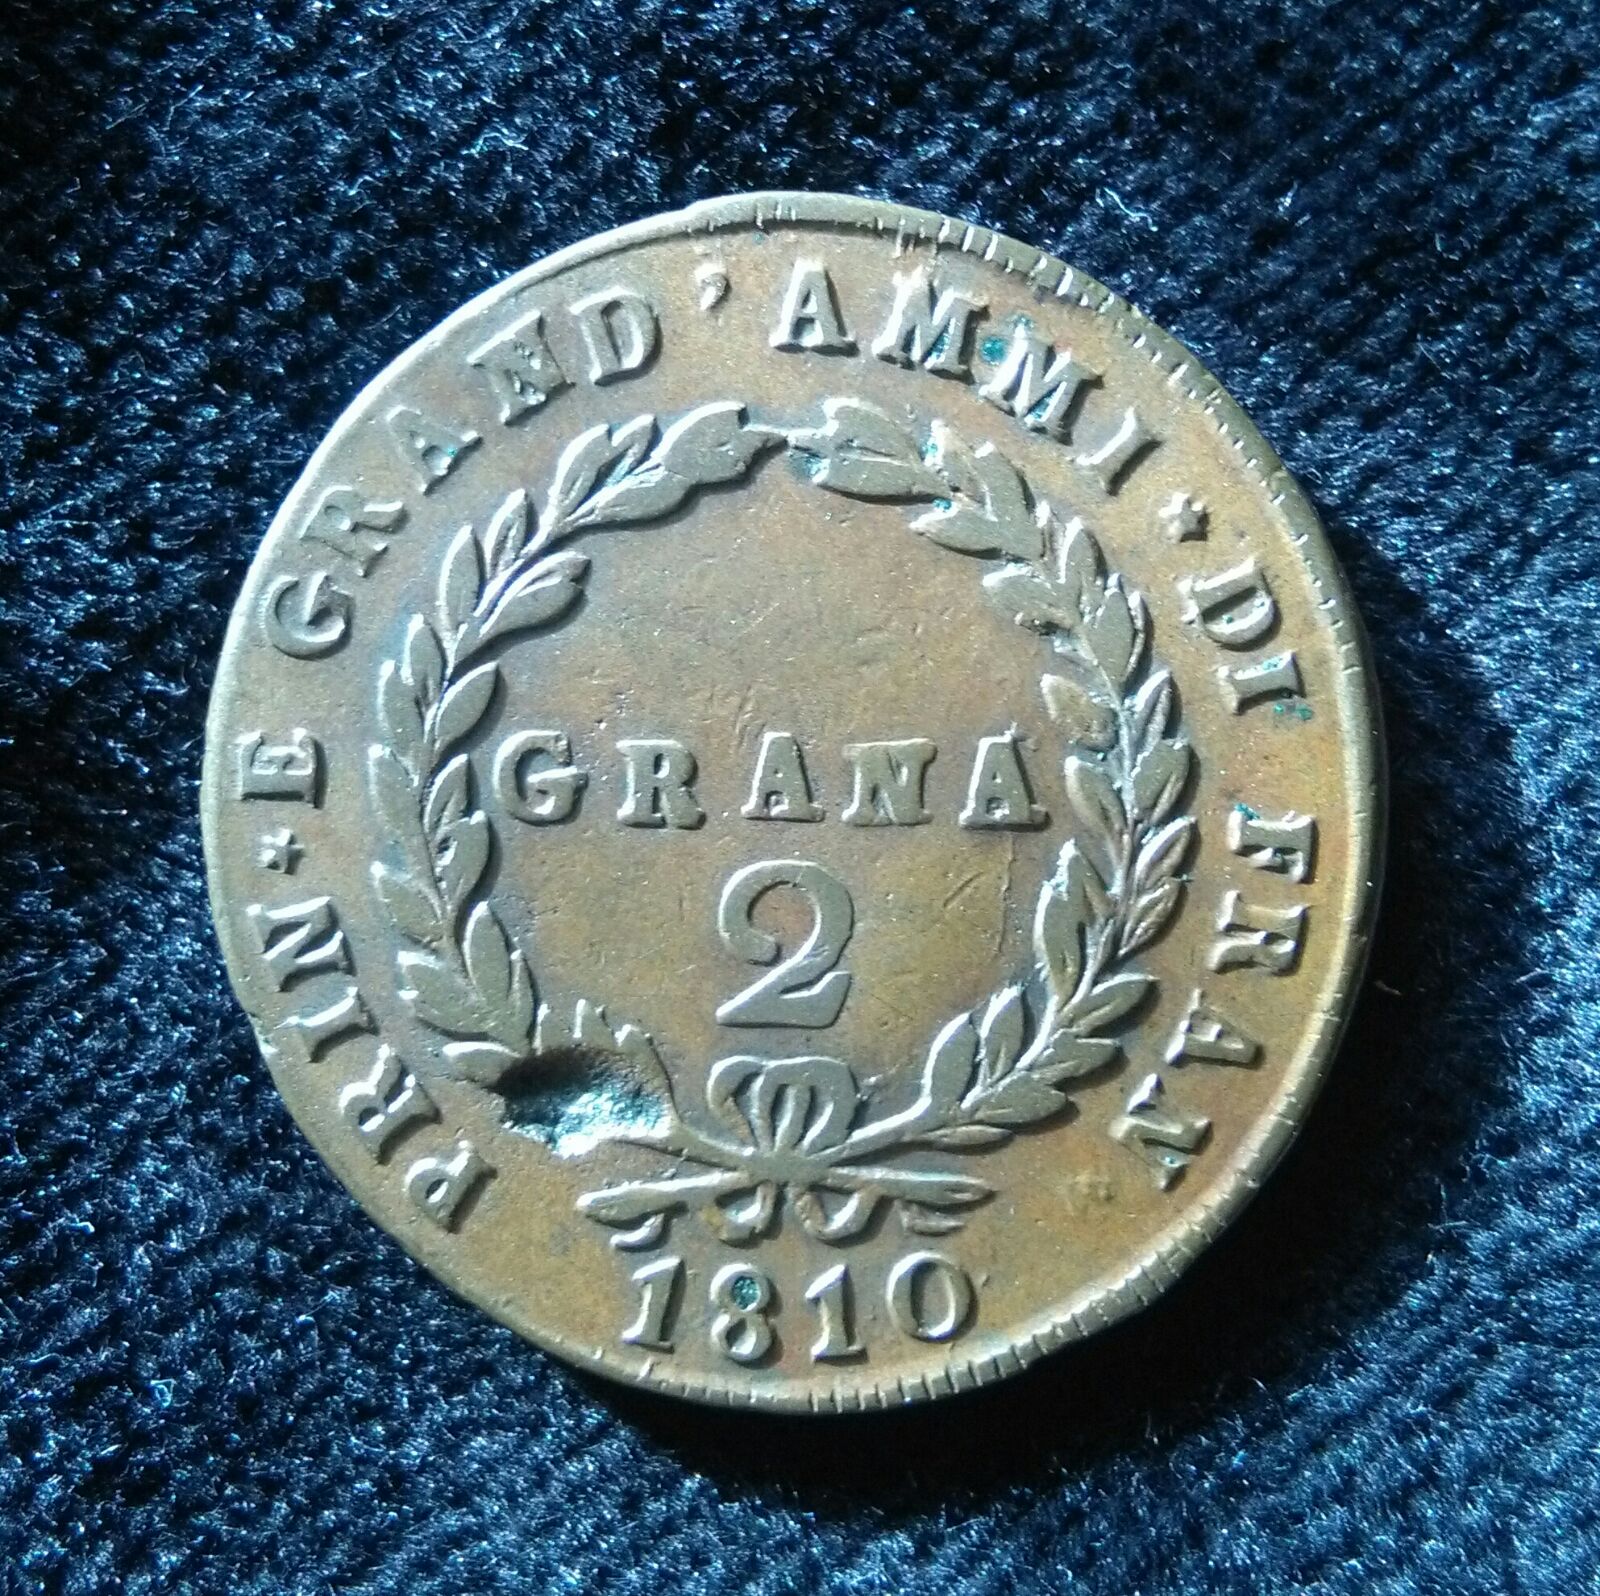 PRIN * E GRAND'AMMI * DI FRAN
GRANA
2
1810